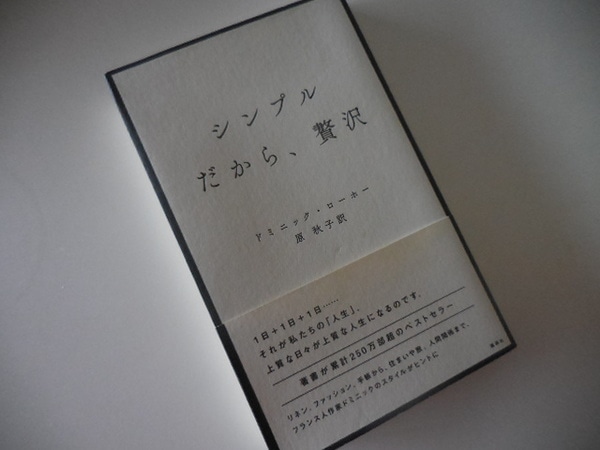 シンプル
だから、贅沢
ドミニック・ローホー
原 秋子訳
1日+1日+1日……
それが私たちの「人生」。
上質な日々が上質な人生になるのです。
著書が累計250万部超のベストセラー
リネン、ファッション、手帳から、住まいや旅、人間関係まで、
フランス人作家ドミニックのスタイルがヒントに
講談社